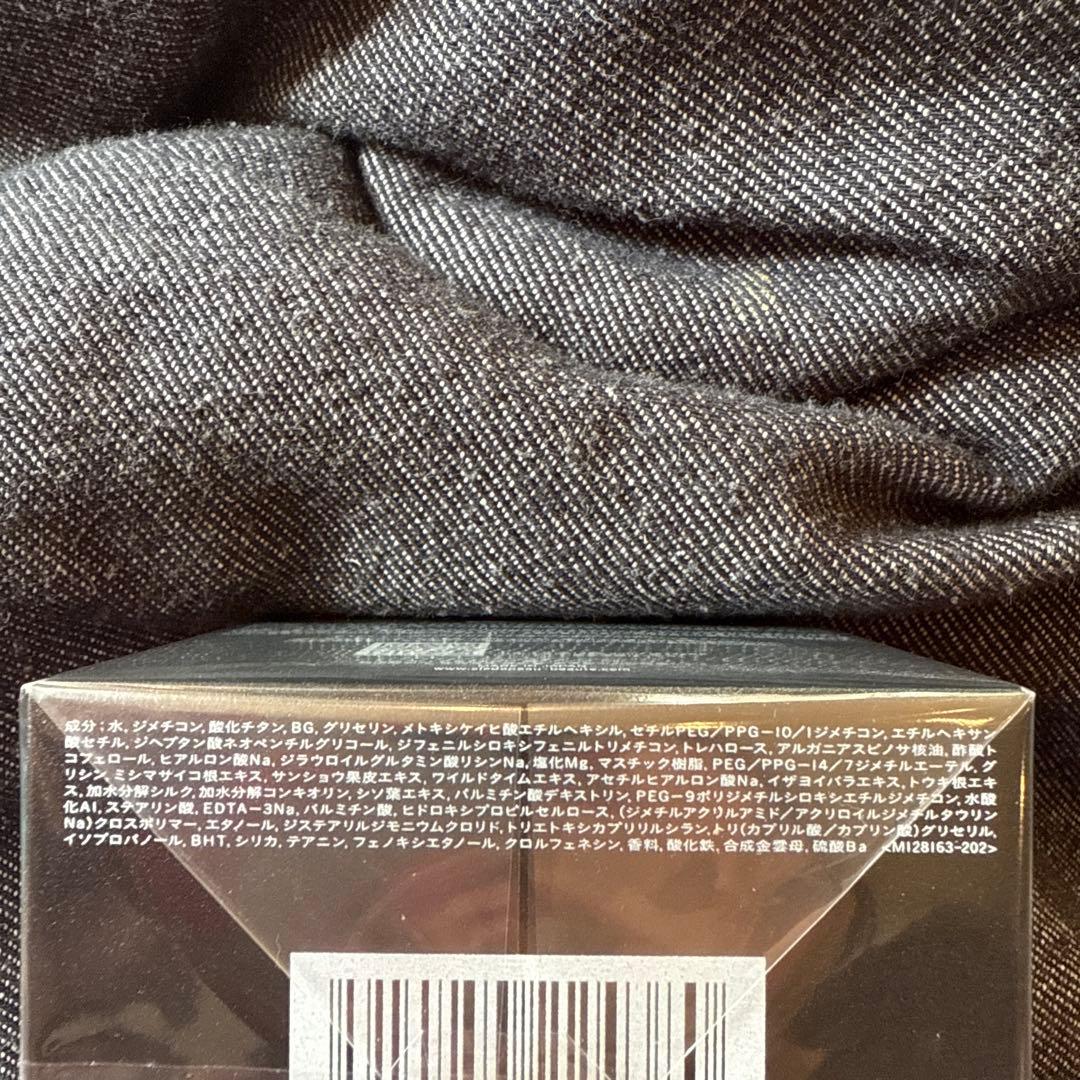 成分;水,ジメチコン,酸化チタン,BG,グリセリン,メトキシケイヒ酸エチルヘキシル,セチルPEG/PPG-10/1ジメチコン,エチルヘキサン
酸セチル,ジヘプタン酸ネオペンチルグリコール,ジフェニルシロキシフェニルトリメチコン,トレハロース,アルガニアスピノサ核油,酢酸ト
コフェロール,ヒアルロン酸Na,ジラウロイルグルタミン酸リシンNa,塩化Mg,マスチック樹脂,PEG/PPG-14/7ジメチルエーテル,グ
リシン,ミシマサイコ根エキス,サンショウ果皮エキス,ワイルドタイムエキス,アセチルヒアルロン酸Na,イザヨイバラエキス,トウキ根エキ
ス,加水分解シルク,加水分解コンキオリン,シソ葉エキス,パルミチン酸デキストリン,PEG-9ポリジメチルシロキシエチルジメチコン,水酸
化Al,ステアリン酸,EDTA-3Na,パルミチン酸,ヒドロキシプロピルセルロース,(ジメチルアクリルアミド/アクリロイルジメチルタウリン
Na)クロスポリマー,エタノール,ジステアリルジモニウムクロリド,トリエトキシカプリリルシラン,トリ(カプリル酸/カプリン酸)グリセリル,
イソプロパノール,BHT,シリカ,テアニン,フェノキシエタノール,クロルフェネシン,香料,酸化鉄,合成金雲母,硫酸Ba <M128163-202>